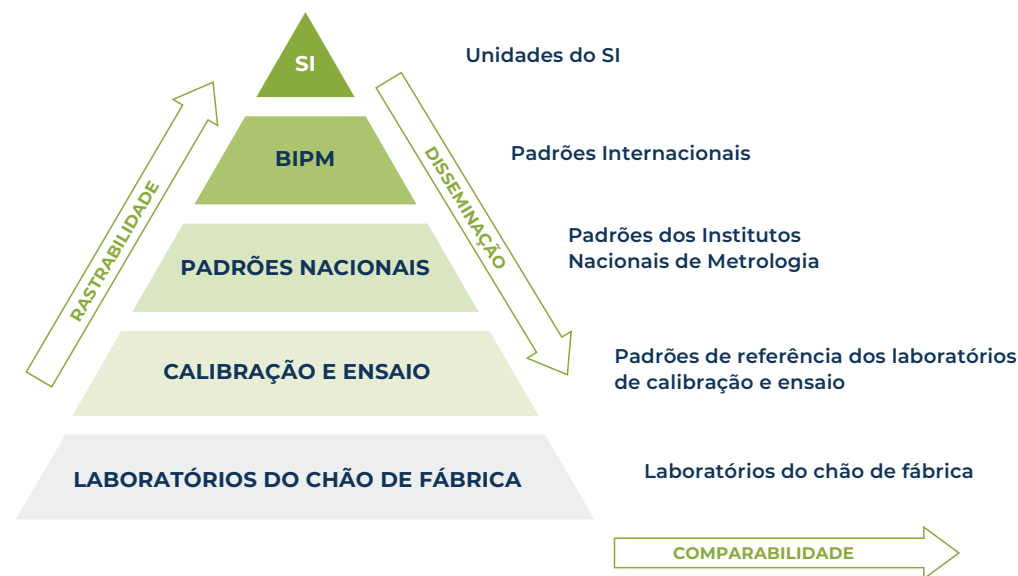 SI
Unidades do SI
BIPM
Padrões Internacionais
RASTRABILIDADE
DISSEMINAÇÃO
PADRÕES NACIONAIS
Padrões dos Institutos
Nacionais de Metrologia
CALIBRAÇÃO E ENSAIO
Padrões de referência dos laboratórios
de calibração e ensaio
LABORATÓRIOS DO CHÃO DE FÁBRICA
Laboratórios do chão de fábrica
COMPARABILIDADE